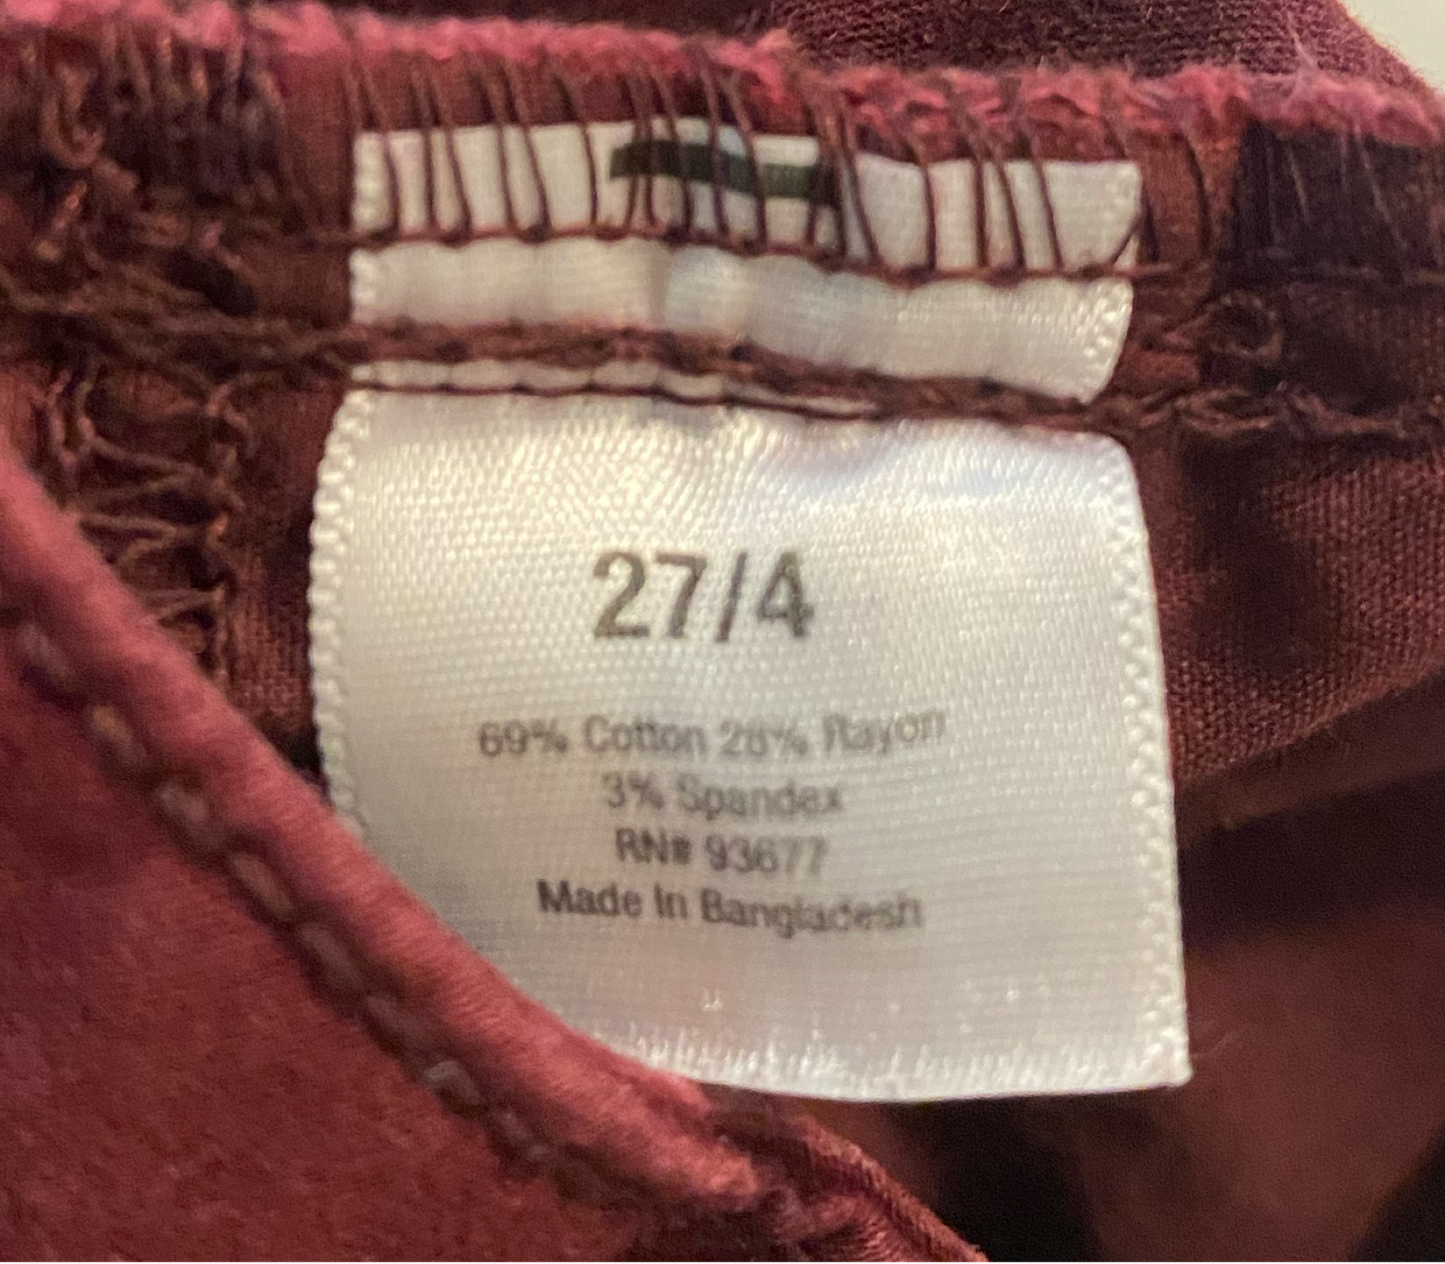 27/4
69% Cotton 28% Rayon
3% Spandex
RN# 93677
Made In Bangladesh